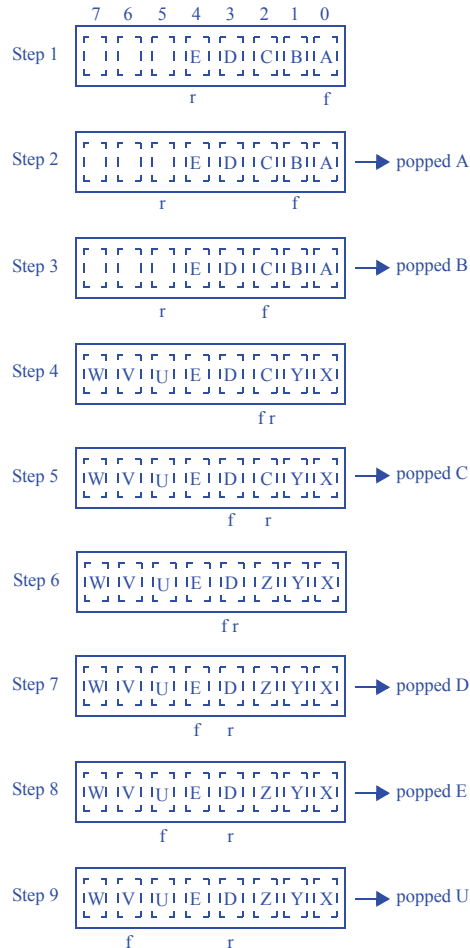 7 6 5 4 3 2 1 0
Step 1 E D C B A
r f
Step 2 E D C B A popped A
r f
Step 3 E D C B A popped B
r f
Step 4 W V U E D C Y X
f r
Step 5 W V U E D C Y X popped C
f r
Step 6 W V U E D Z Y X
f r
Step 7 W V U E D Z Y X popped D
f r
Step 8 W V U E D Z Y X popped E
f r
Step 9 W V U E D Z Y X popped U
f r